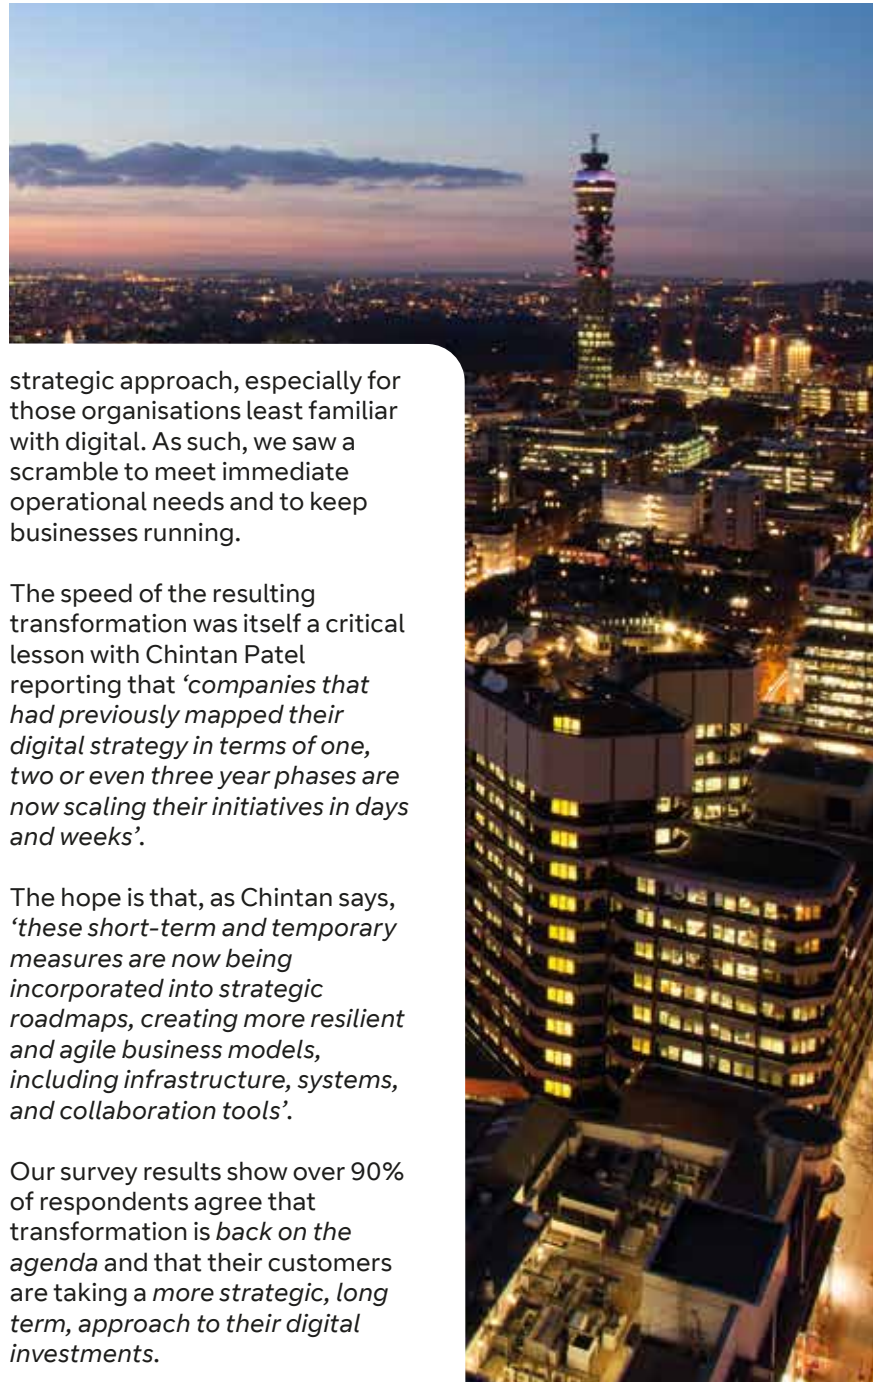 strategic approach, especially for
those organisations least familiar
with digital. As such, we saw a
scramble to meet immediate
operational needs and to keep
businesses running.
The speed of the resulting
transformation was itself a critical
lesson with Chintan Patel
reporting that ‘companies that
had previously mapped their
digital strategy in terms of one,
two or even three year phases are
now scaling their initiatives in days
and weeks’.
The hope is that, as Chintan says,
‘these short-term and temporary
measures are now being
incorporated into strategic
roadmaps, creating more resilient
and agile business models,
including infrastructure, systems,
and collaboration tools’.
Our survey results show over 90%
of respondents agree that
transformation is back on the
agenda and that their customers
are taking a more strategic, long
term, approach to their digital
investments.